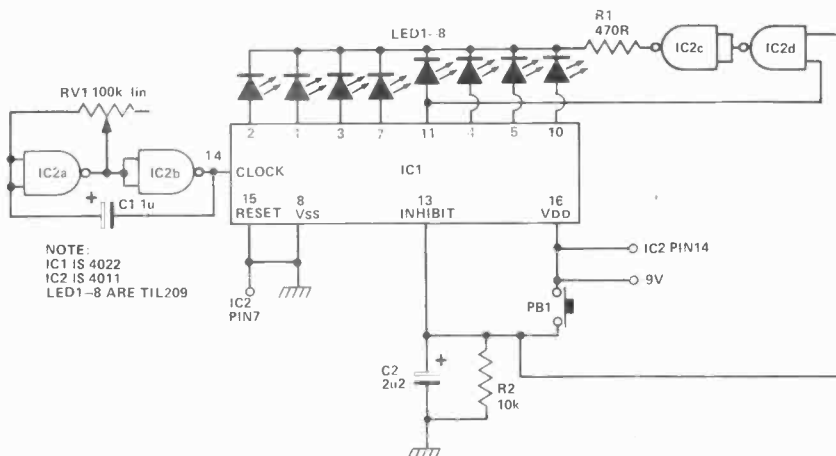 R1
470R
LED1-8
IC2c
IC2d
RV1 100k lin
2
1
3
7
11
4
5
10
IC2a
IC2b
14
CLOCK
IC1
15
RESET
8
VSS
13
INHIBIT
16
VDD
+
C1 1u
NOTE:
IC1 IS 4022
IC2 IS 4011
LED1-8 ARE TIL209
IC2
PIN7
IC2 PIN14
9V
PB1
C2
2u2
+
R2
10k